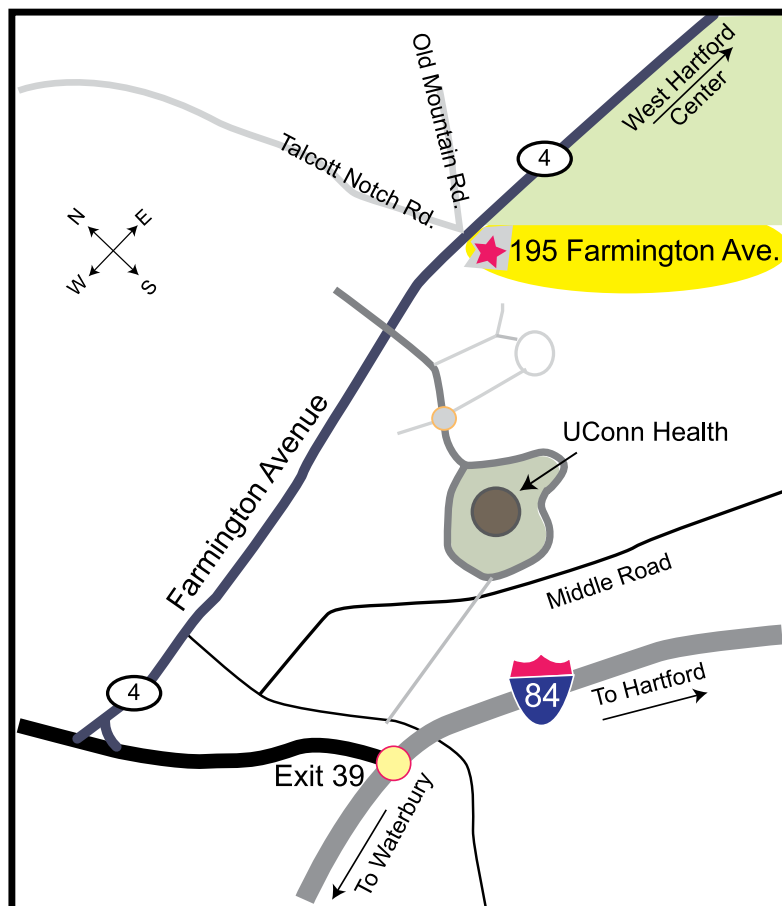 Old Mountain Rd.
West Hartford
Center
4
Talcott Notch Rd.
195 Farmington Ave.
N
E
W
S
Farmington Avenue
UConn Health
Middle Road
4
84
To Hartford
Exit 39
To Waterbury